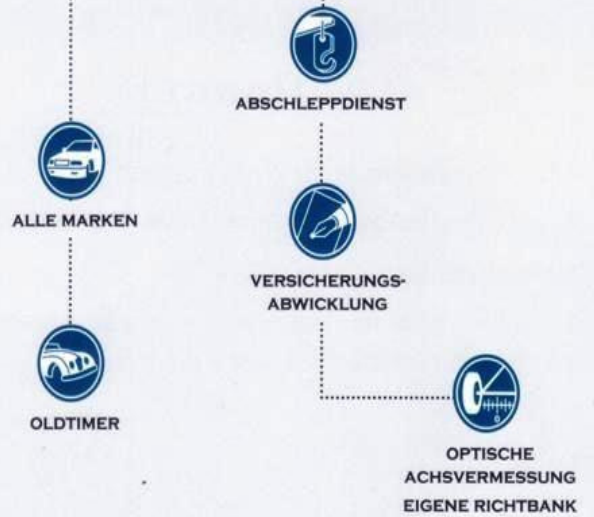 ABSCHLEPPDIENST
ALLE MARKEN
VERSICHERUNGS-
ABWICKLUNG
OLDTIMER
OPTISCHE
ACHSVERMESSUNG
EIGENE RICHTBANK